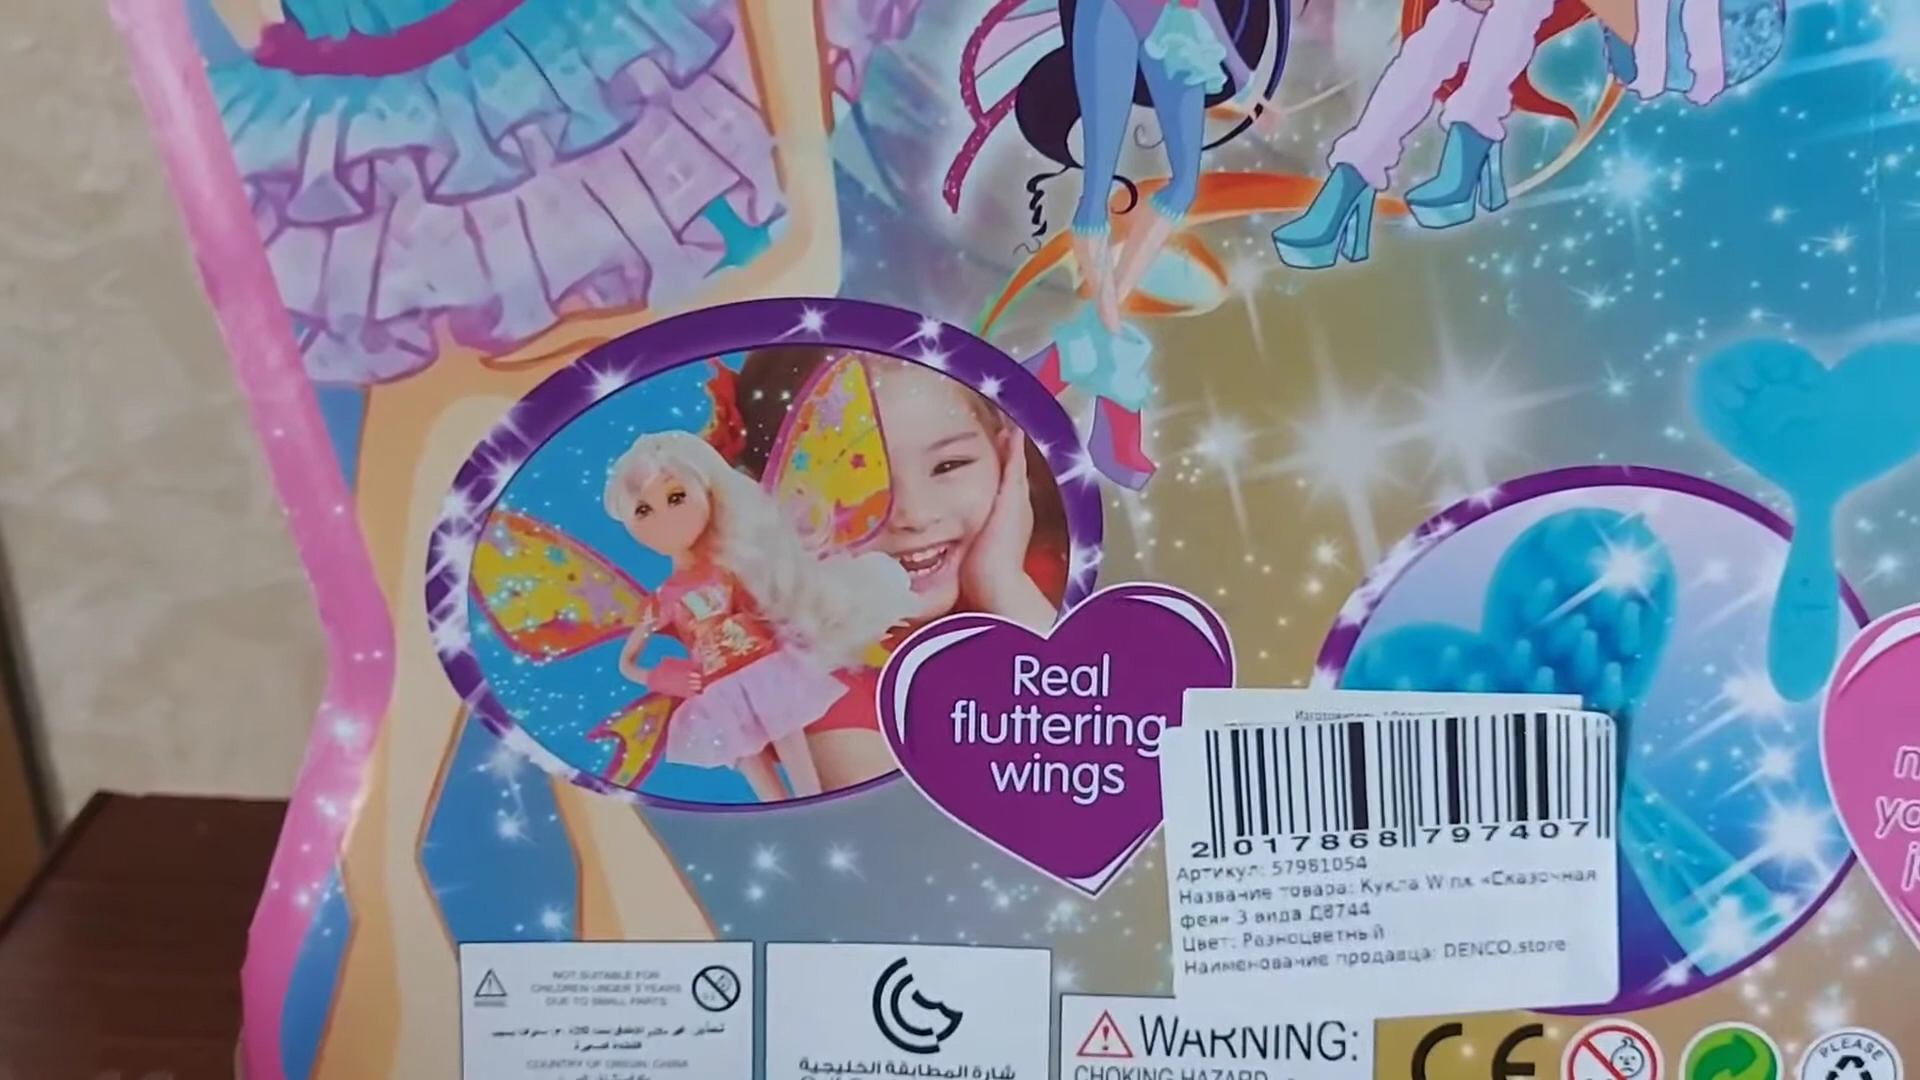 Real
fluttering
wings
2 017868 797407
Артикул: 57981054
Название товара: Кукла Winx «Сказочная
фея» 3 вида Д8744
Цвет: Разноцветный
Наименование продавца: DENCO.store
NOT SUITABLE FOR
CHILDREN UNDER 3 YEARS
DUE TO SMALL PARTS
COUNTRY OF ORIGIN: CHINA
شارة المطابقة الخليجية
WARNING:
CHOKING HAZARD
CE
PLEASE